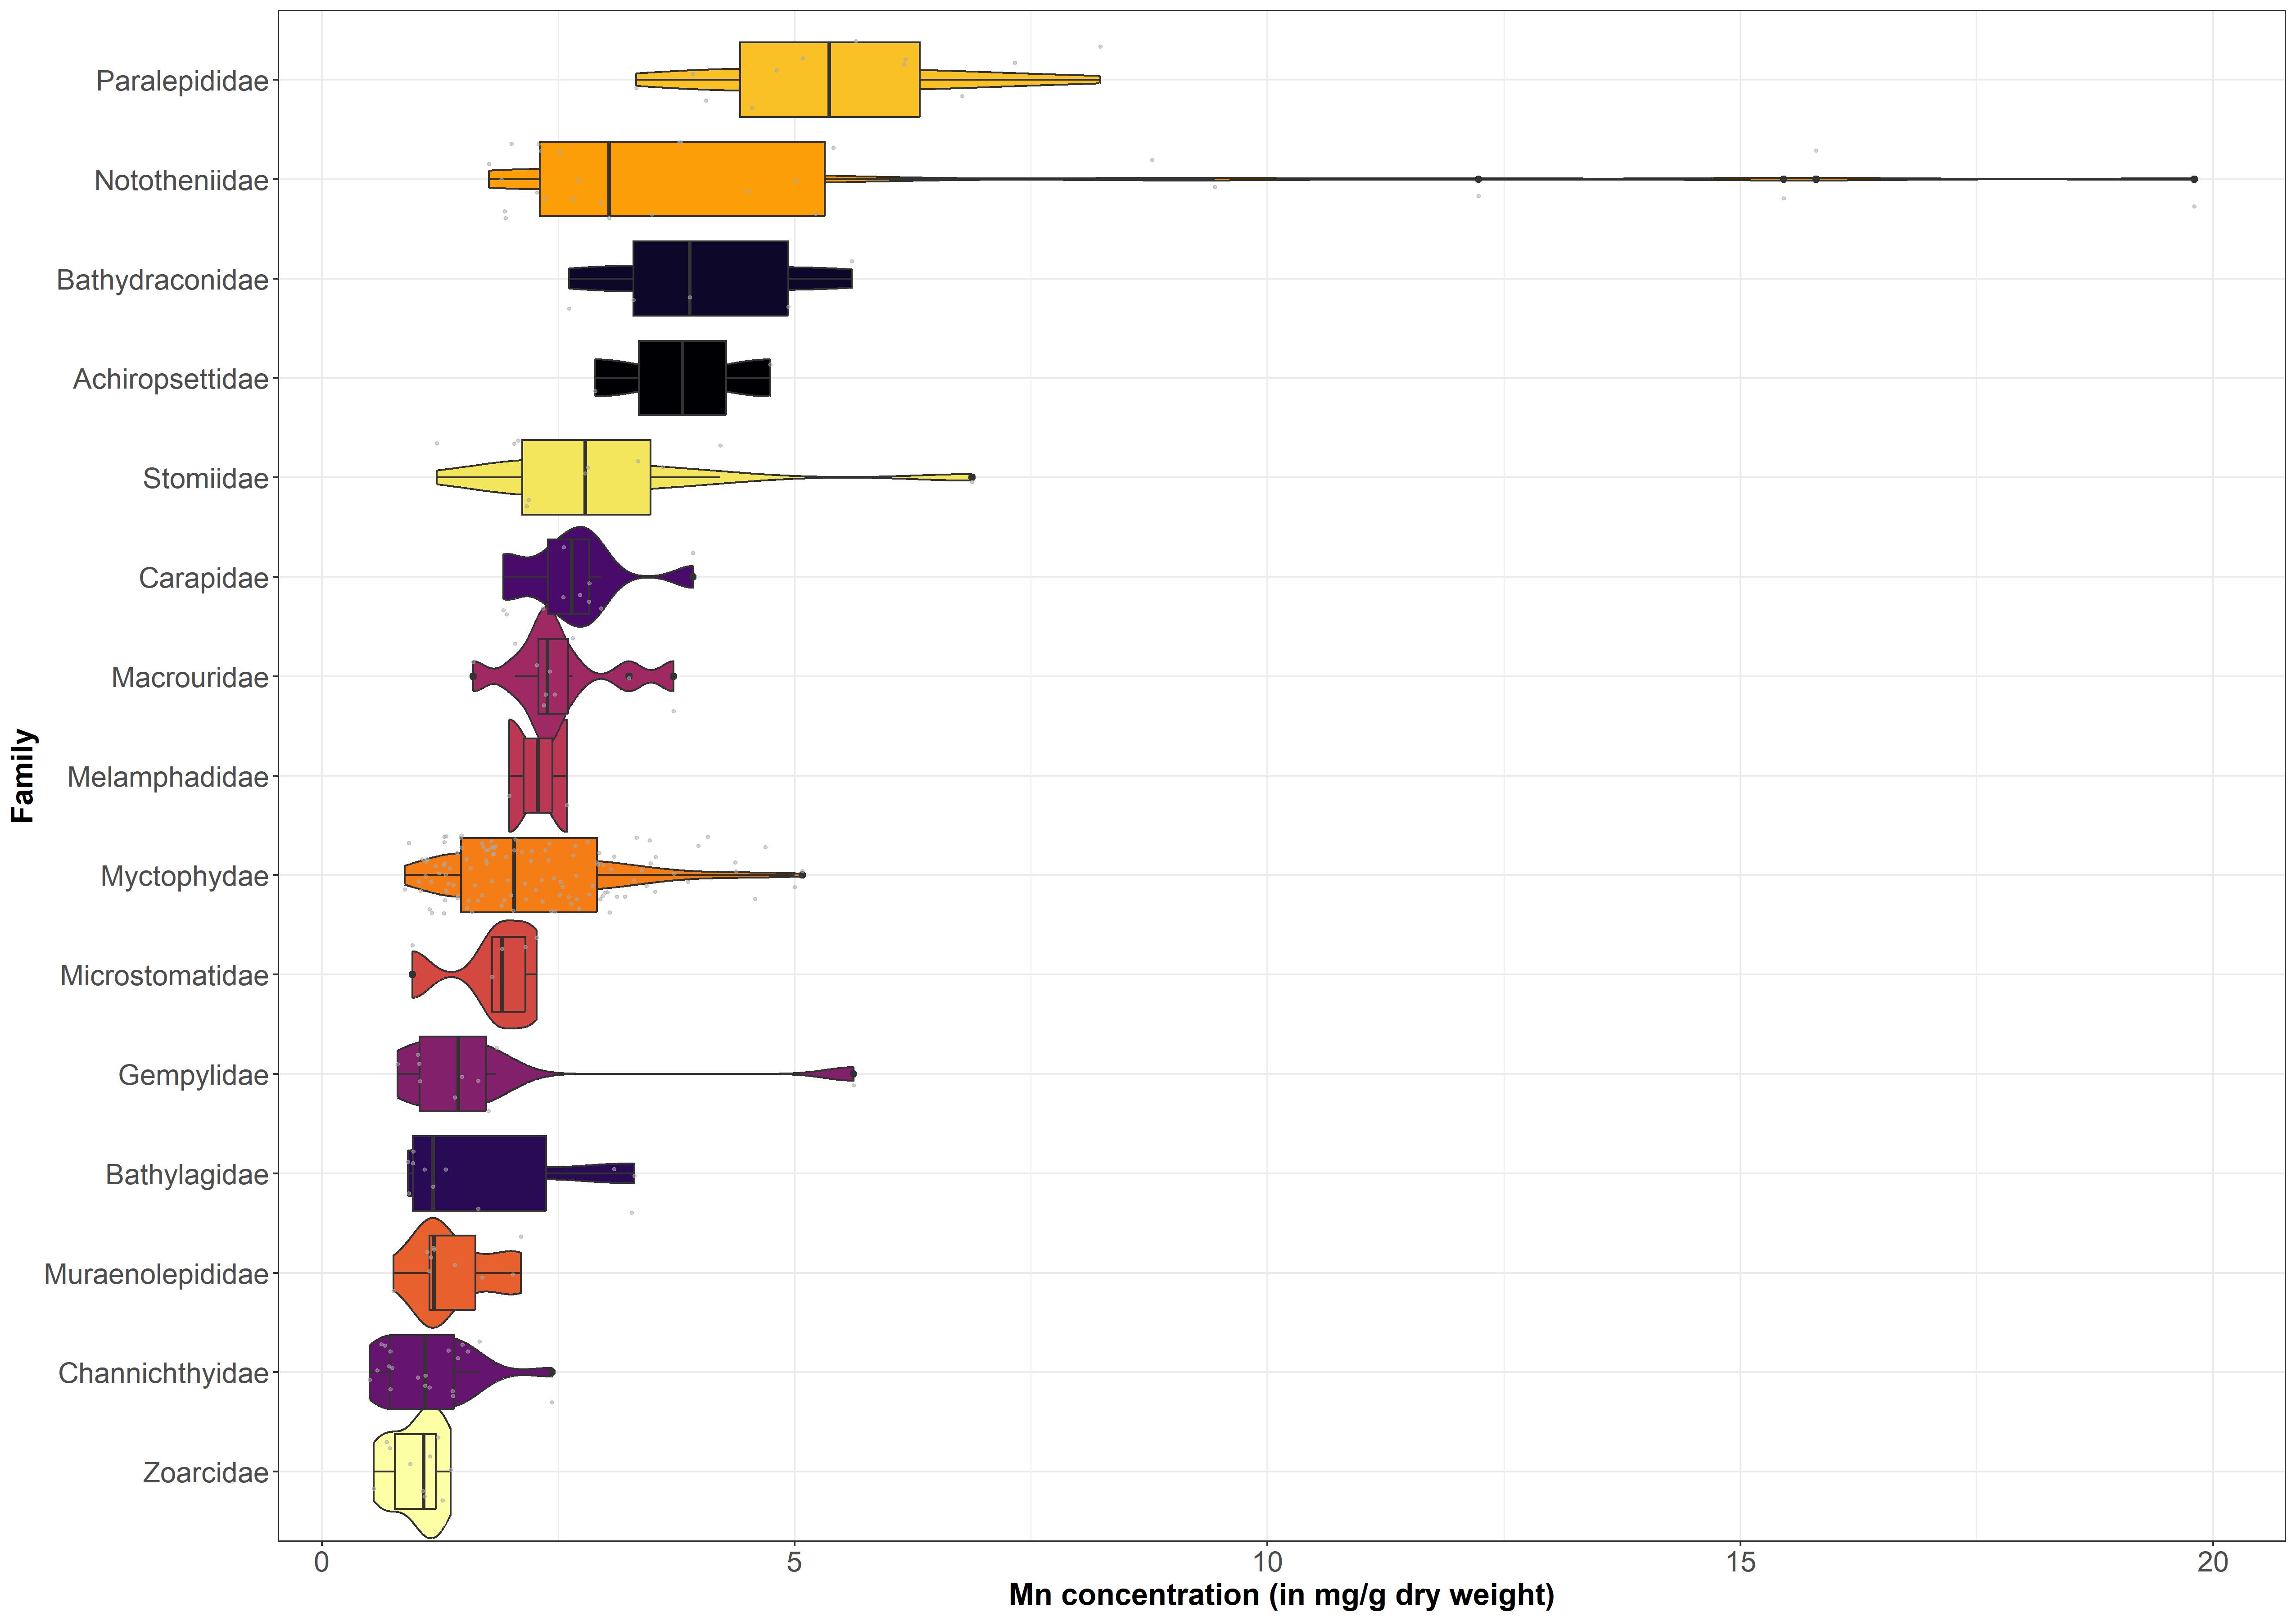 Paralepididae
Nototheniidae
Bathydraconidae
Achiropsettidae
Stomiidae
Carapidae
Macrouridae
Melamphadidae
Myctophydae
Microstomatidae
Gempylidae
Bathylagidae
Muraenolepididae
Channichthyidae
Zoarcidae
Family
0 5 10 15 20
Mn concentration (in mg/g dry weight)